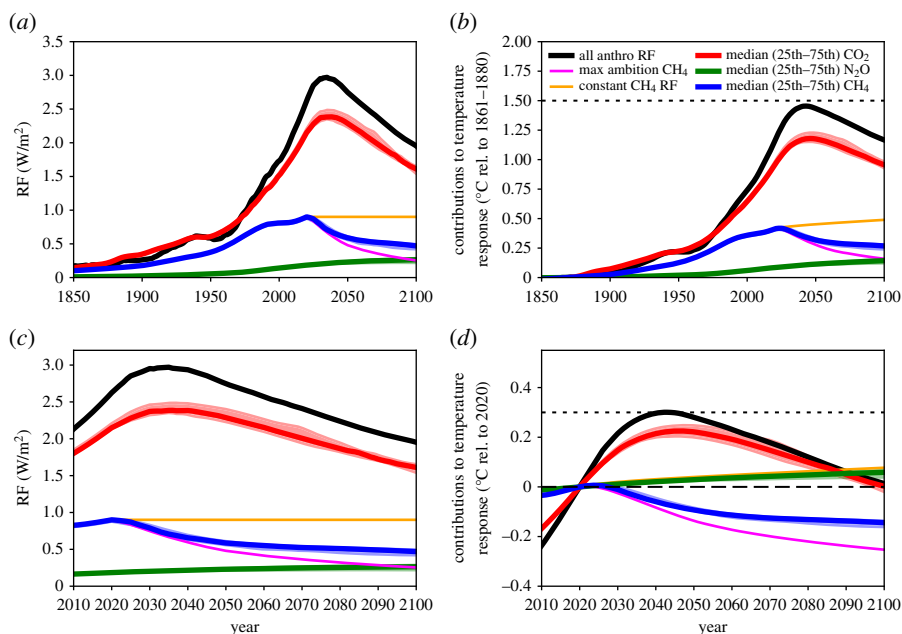 (a)
RF (W/m²)
3.0
2.5
2.0
1.5
1.0
0.5
0
1850 1900 1950 2000 2050 2100
(b)
contributions to temperature
response (°C rel. to 1861–1880)
2.00
1.75
1.50
1.25
1.00
0.75
0.50
0.25
0
all anthro RF
max ambition CH₄
constant CH₄ RF
median (25th–75th) CO₂
median (25th–75th) N₂O
median (25th–75th) CH₄
1850 1900 1950 2000 2050 2100
(c)
RF (W/m²)
3.0
2.5
2.0
1.5
1.0
0.5
0
2010 2020 2030 2040 2050 2060 2070 2080 2090 2100
year
(d)
contributions to temperature
response (°C rel. to 2020)
0.4
0.2
0
−0.2
−0.4
2010 2020 2030 2040 2050 2060 2070 2080 2090 2100
year